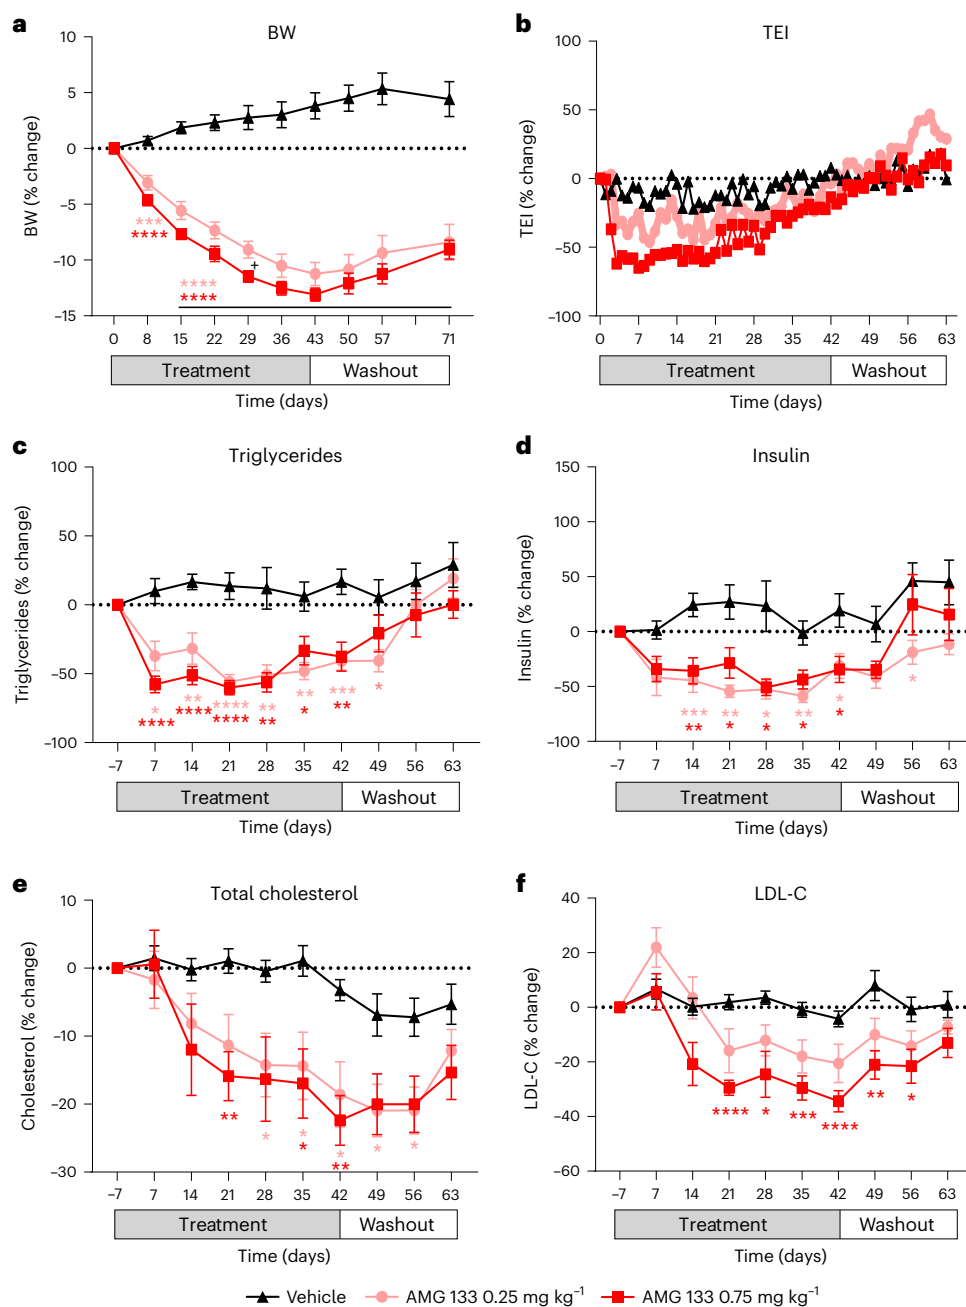 a
BW
10
5
0
−5
−10
−15
BW (% change)
***
****
+
****
****
0 8 15 22 29 36 43 50 57 71
Treatment Washout
Time (days)
b
TEI
100
50
0
−50
−100
TEI (% change)
0 7 14 21 28 35 42 49 56 63
Treatment Washout
Time (days)
c
Triglycerides
100
50
0
−50
−100
Triglycerides (% change)
* ** **** ** ** *** *
**** **** **** ** * **
−7 7 14 21 28 35 42 49 56 63
Treatment Washout
Time (days)
d
Insulin
150
100
50
0
−50
−100
Insulin (% change)
*** ** * ** * *
** * * * *
−7 7 14 21 28 35 42 49 56 63
Treatment Washout
Time (days)
e
Total cholesterol
10
0
−10
−20
−30
Cholesterol (% change)
** * * * * *
* **
−7 7 14 21 28 35 42 49 56 63
Treatment Washout
Time (days)
f
LDL-C
40
20
0
−20
−40
−60
LDL-C (% change)
**** * *** **** ** *
−7 7 14 21 28 35 42 49 56 63
Treatment Washout
Time (days)
Vehicle AMG 133 0.25 mg kg⁻¹ AMG 133 0.75 mg kg⁻¹